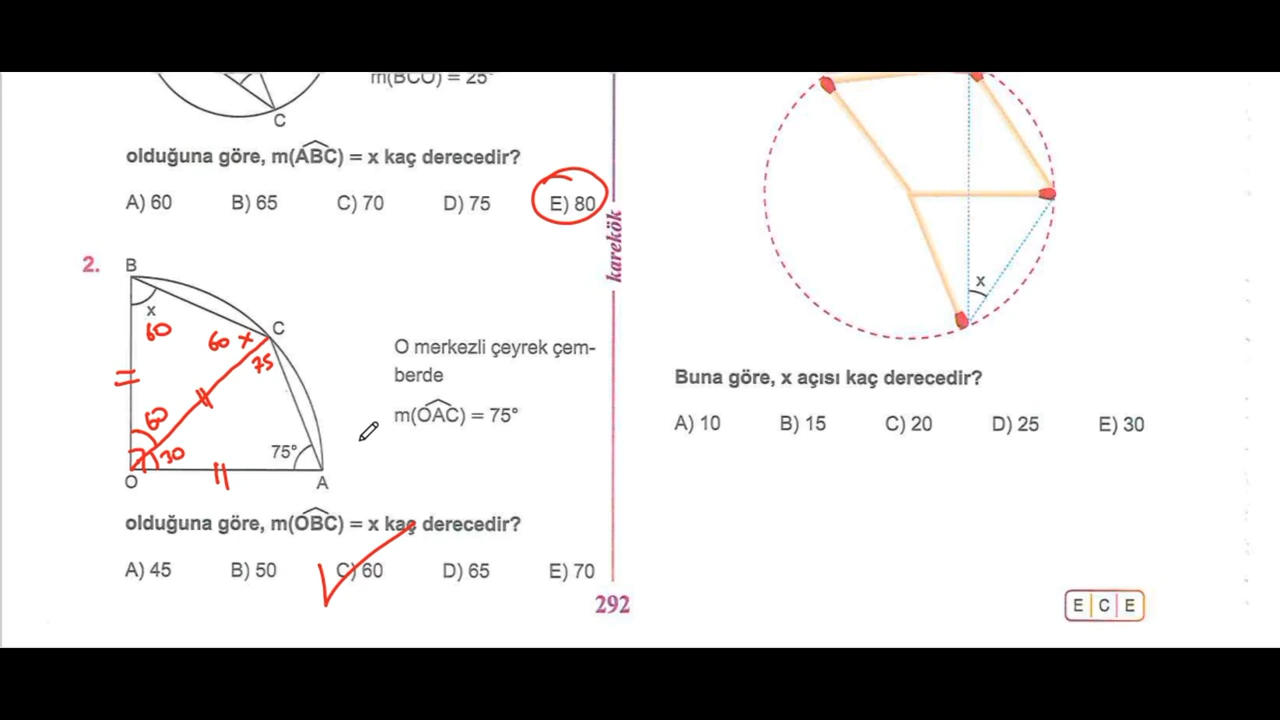 m(BCO) = 25°
C
olduğuna göre, m(ABC) = x kaç derecedir?
A) 60 B) 65 C) 70 D) 75 E) 80
2.
B
x
60
60 x
C
75
60
30
75°
O
A
O merkezli çeyrek çem-
berde
m(OAC) = 75°
olduğuna göre, m(OBC) = x kaç derecedir?
A) 45 B) 50 C) 60 D) 65 E) 70
292
karekök
x
Buna göre, x açısı kaç derecedir?
A) 10 B) 15 C) 20 D) 25 E) 30
E C E